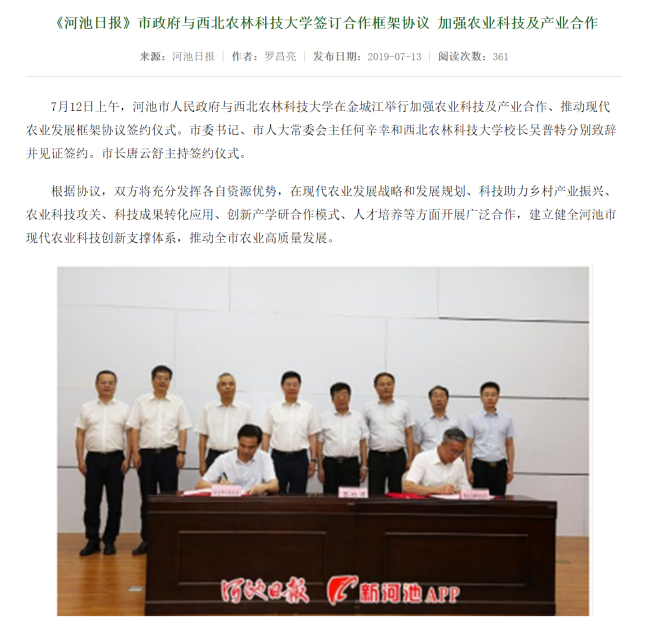 《河池日报》市政府与西北农林科技大学签订合作框架协议 加强农业科技及产业合作
来源：河池日报 | 作者：罗昌亮 | 发布日期：2019-07-13 | 阅读次数：361
7月12日上午，河池市人民政府与西北农林科技大学在金城江举行加强农业科技及产业合作、推动现代
农业发展框架协议签约仪式。市委书记、市人大常委会主任何辛幸和西北农林科技大学校长吴普特分别致辞
并见证签约。市长唐云舒主持签约仪式。
根据协议，双方将充分发挥各自资源优势，在现代农业发展战略和发展规划、科技助力乡村产业振兴、
农业科技攻关、科技成果转化应用、创新产学研合作模式、人才培养等方面开展广泛合作，建立健全河池市
现代农业科技创新支撑体系，推动全市农业高质量发展。
河池日报 新河池APP